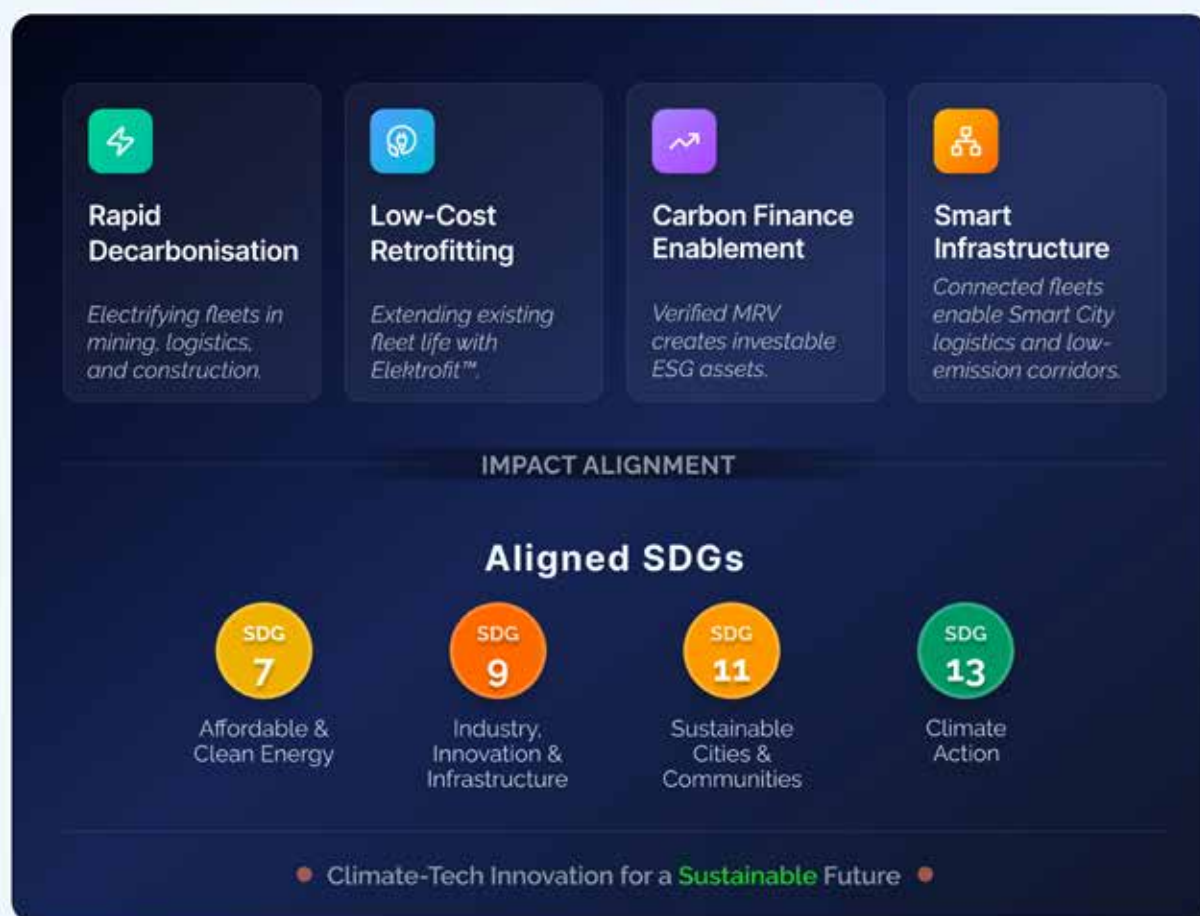 Rapid
Decarbonisation
Electrifying fleets in
mining, logistics,
and construction.
Low-Cost
Retrofitting
Extending existing
fleet life with
Elektrofit™.
Carbon Finance
Enablement
Verified MRV
creates investable
ESG assets.
Smart
Infrastructure
Connected fleets
enable Smart City
logistics and low-
emission corridors.
IMPACT ALIGNMENT
Aligned SDGs
SDG
7
Affordable &
Clean Energy
SDG
9
Industry,
Innovation &
Infrastructure
SDG
11
Sustainable
Cities &
Communities
SDG
13
Climate
Action
Climate-Tech Innovation for a Sustainable Future